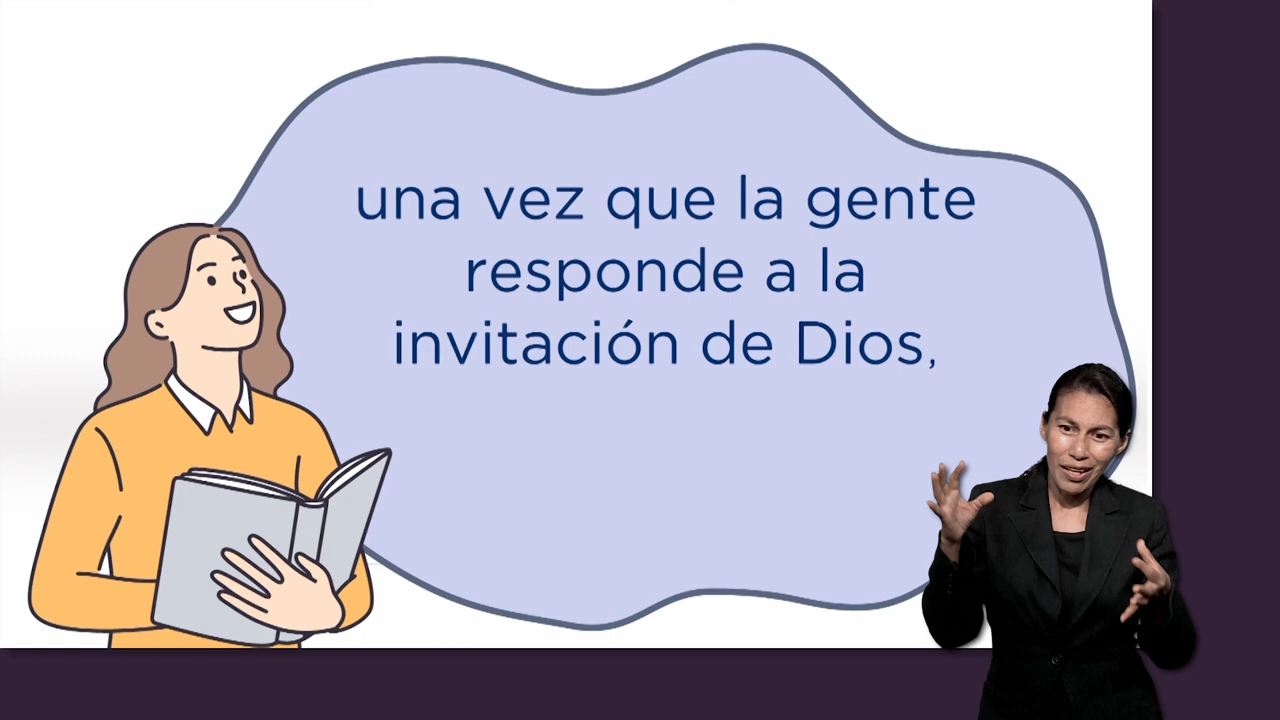 una vez que la gente
responde a la
invitación de Dios,